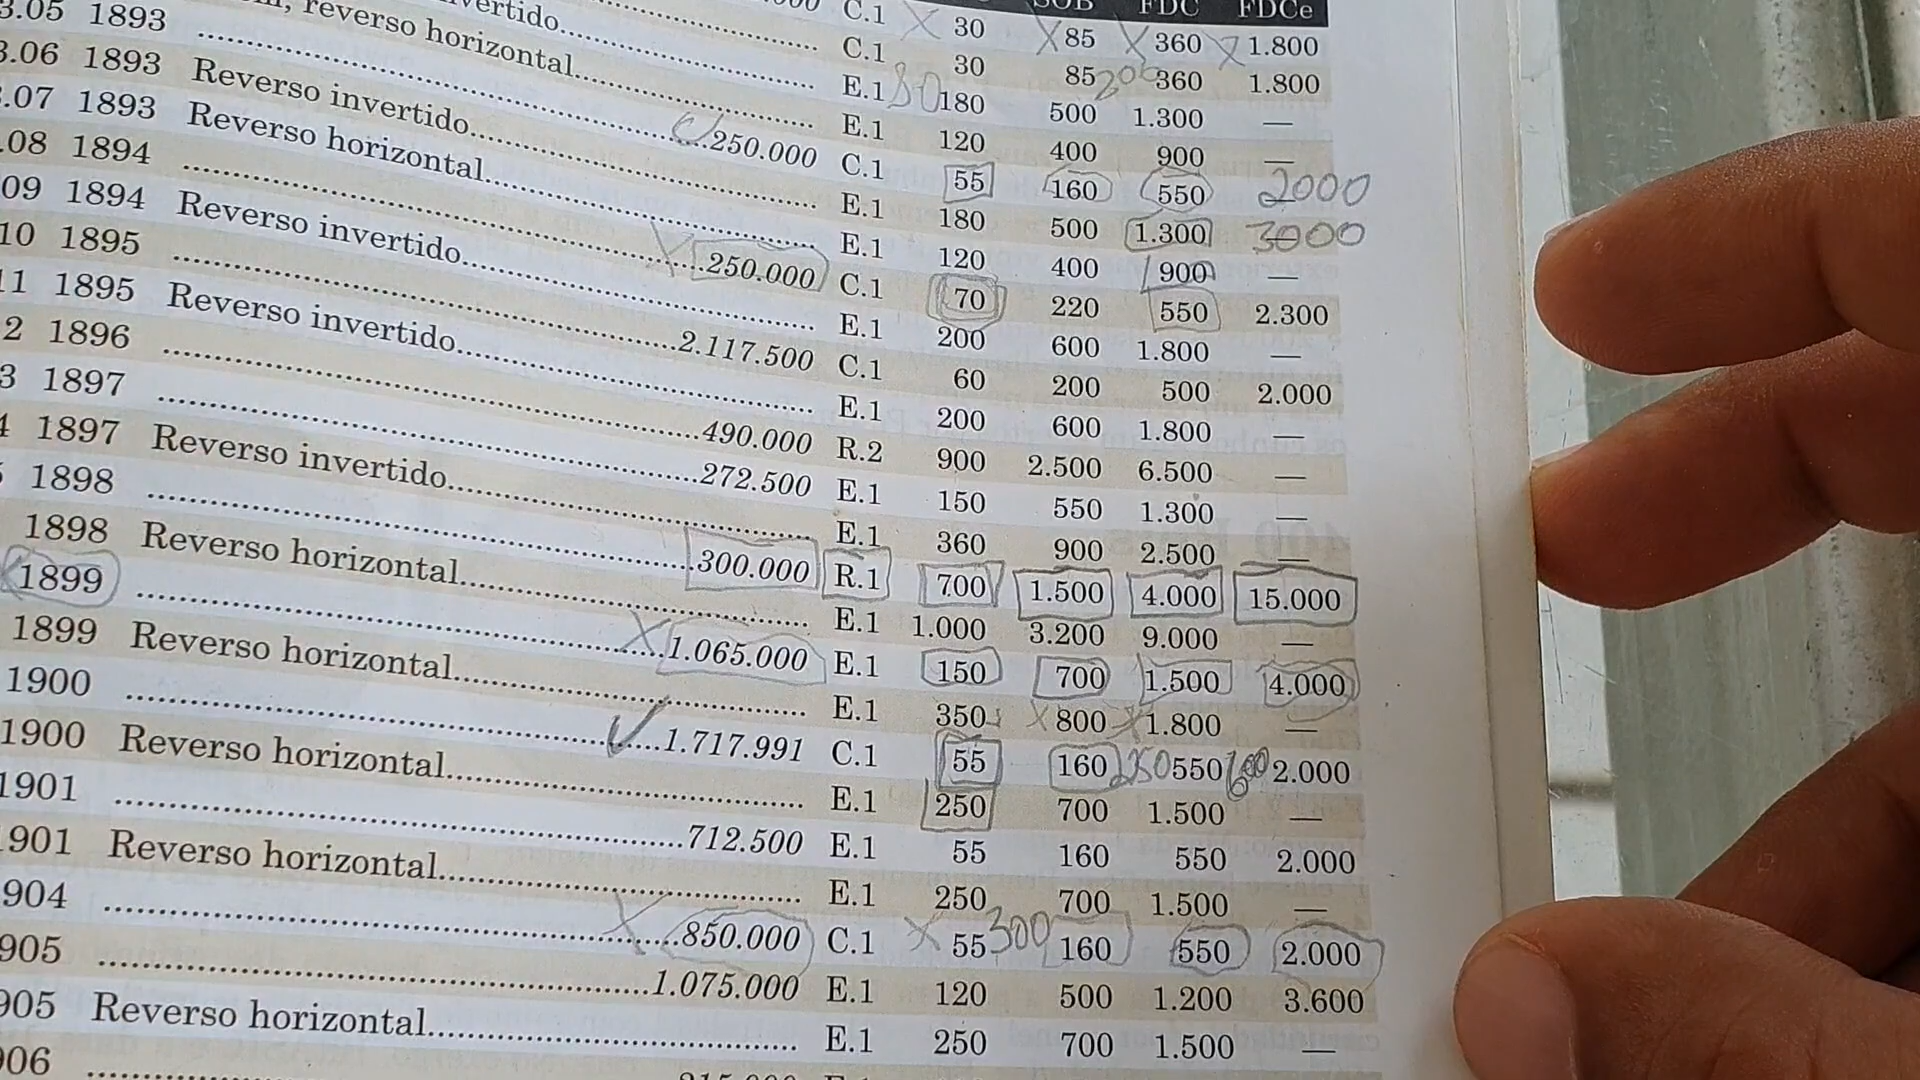 SOB FDC FDCe
000 C.1 X 30 X 85 X 360 X 1.800
C.1 30 85 200 360 1.800
vertido.......... E.1 80 180 500 1.300 —
, reverso horizontal.......... E.1 120 400 900 —
3.05 1893 ..........250.000 C.1 55 160 550 2000
3.06 1893 Reverso invertido.......... E.1 180 500 1.300 3000
.07 1893 Reverso horizontal.......... E.1 120 400 900 —
.08 1894 .......... X 250.000 C.1 70 220 550 2.300
09 1894 Reverso invertido.......... E.1 200 600 1.800 —
10 1895 ..........2.117.500 C.1 60 200 500 2.000
11 1895 Reverso invertido.......... E.1 200 600 1.800 —
2 1896 ..........490.000 R.2 900 2.500 6.500 —
3 1897 ..........272.500 E.1 150 550 1.300 —
4 1897 Reverso invertido.......... E.1 360 900 2.500 —
1898 ..........300.000 R.1 700 1.500 4.000 15.000
1898 Reverso horizontal.......... E.1 1.000 3.200 9.000 —
1899 .......... X 1.065.000 E.1 150 700 1.500 4.000
1899 Reverso horizontal.......... E.1 350 X 800 X 1.800 —
1900 .......... ✓ 1.717.991 C.1 55 160 250 550 600 2.000
1900 Reverso horizontal.......... E.1 250 700 1.500 —
1901 ..........712.500 E.1 55 160 550 2.000
901 Reverso horizontal.......... E.1 250 700 1.500 —
904 .......... X 850.000 C.1 X 55 300 160 550 2.000
905 ..........1.075.000 E.1 120 500 1.200 3.600
905 Reverso horizontal.......... E.1 250 700 1.500 —
906 ..........